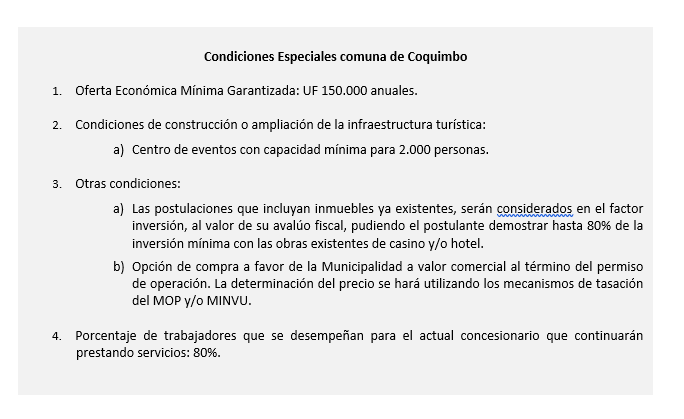 Condiciones Especiales comuna de Coquimbo
1. Oferta Económica Mínima Garantizada: UF 150.000 anuales.
2. Condiciones de construcción o ampliación de la infraestructura turística:
a) Centro de eventos con capacidad mínima para 2.000 personas.
3. Otras condiciones:
a) Las postulaciones que incluyan inmuebles ya existentes, serán considerados en el factor
inversión, al valor de su avalúo fiscal, pudiendo el postulante demostrar hasta 80% de la
inversión mínima con las obras existentes de casino y/o hotel.
b) Opción de compra a favor de la Municipalidad a valor comercial al término del permiso
de operación. La determinación del precio se hará utilizando los mecanismos de tasación
del MOP y/o MINVU.
4. Porcentaje de trabajadores que se desempeñan para el actual concesionario que continuarán
prestando servicios: 80%.